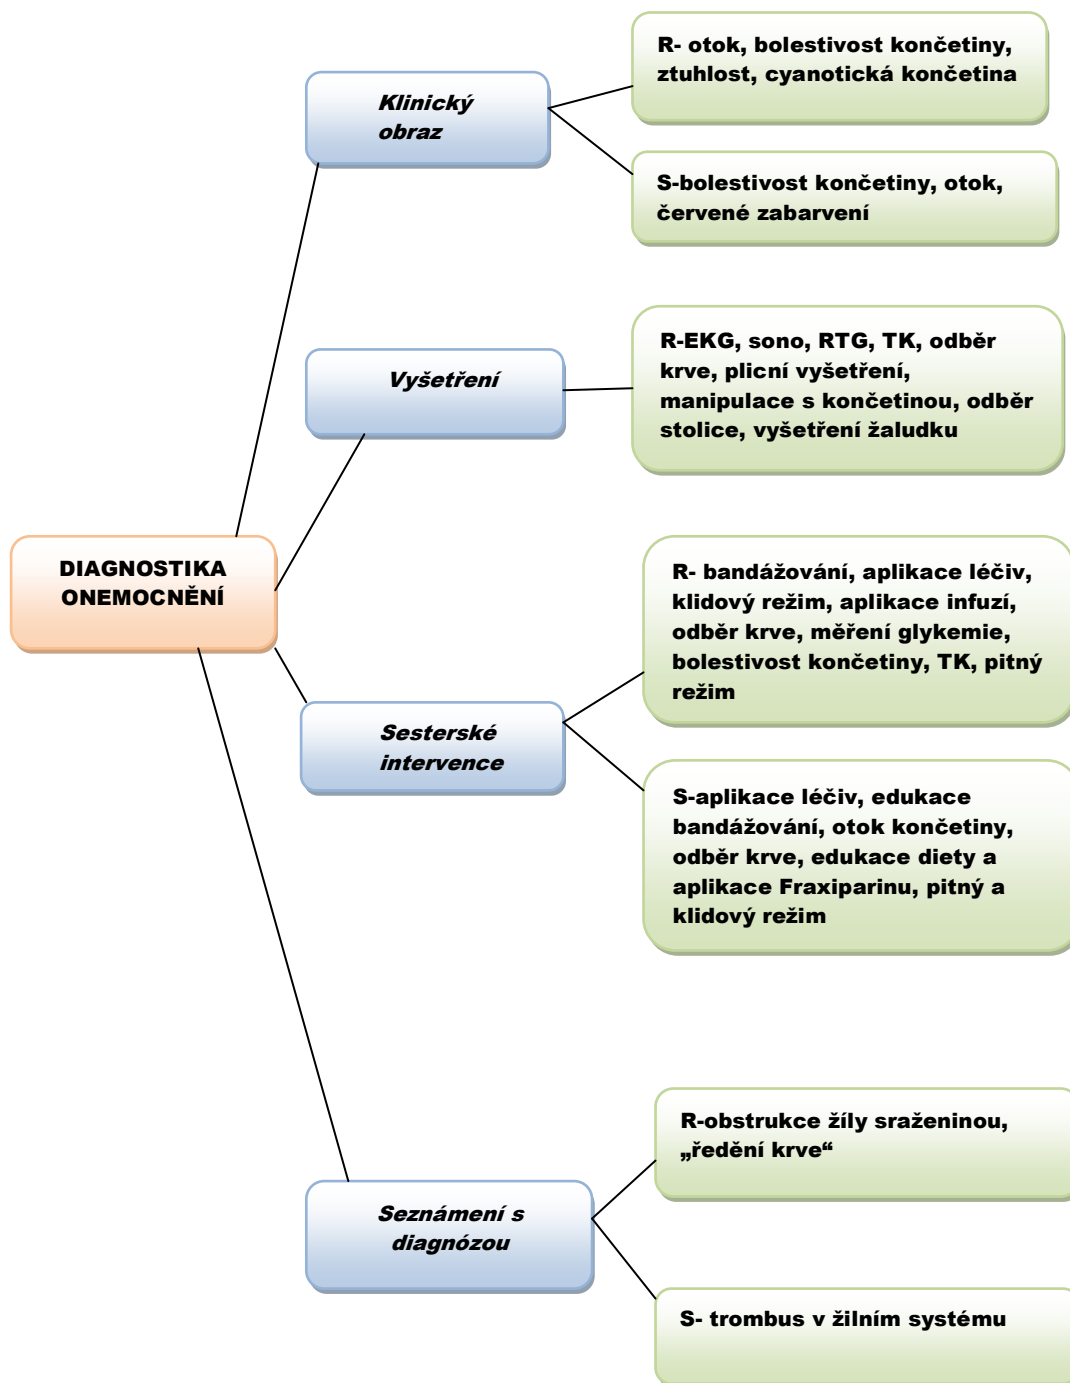 R- otok, bolestivost končetiny,
ztuhlost, cyanotická končetina
Klinický
obraz
S-bolestivost končetiny, otok,
červené zabarvení
R-EKG, sono, RTG, TK, odběr
krve, plicní vyšetření,
manipulace s končetinou, odběr
stolice, vyšetření žaludku
Vyšetření
DIAGNOSTIKA
ONEMOCNĚNÍ
R- bandážování, aplikace léčiv,
klidový režim, aplikace infuzí,
odběr krve, měření glykemie,
bolestivost končetiny, TK, pitný
režim
Sesterské
intervence
S-aplikace léčiv, edukace
bandážování, otok končetiny,
odběr krve, edukace diety a
aplikace Fraxiparinu, pitný a
klidový režim
R-obstrukce žíly sraženinou,
„ředění krve“
Seznámení s
diagnózou
S- trombus v žilním systému